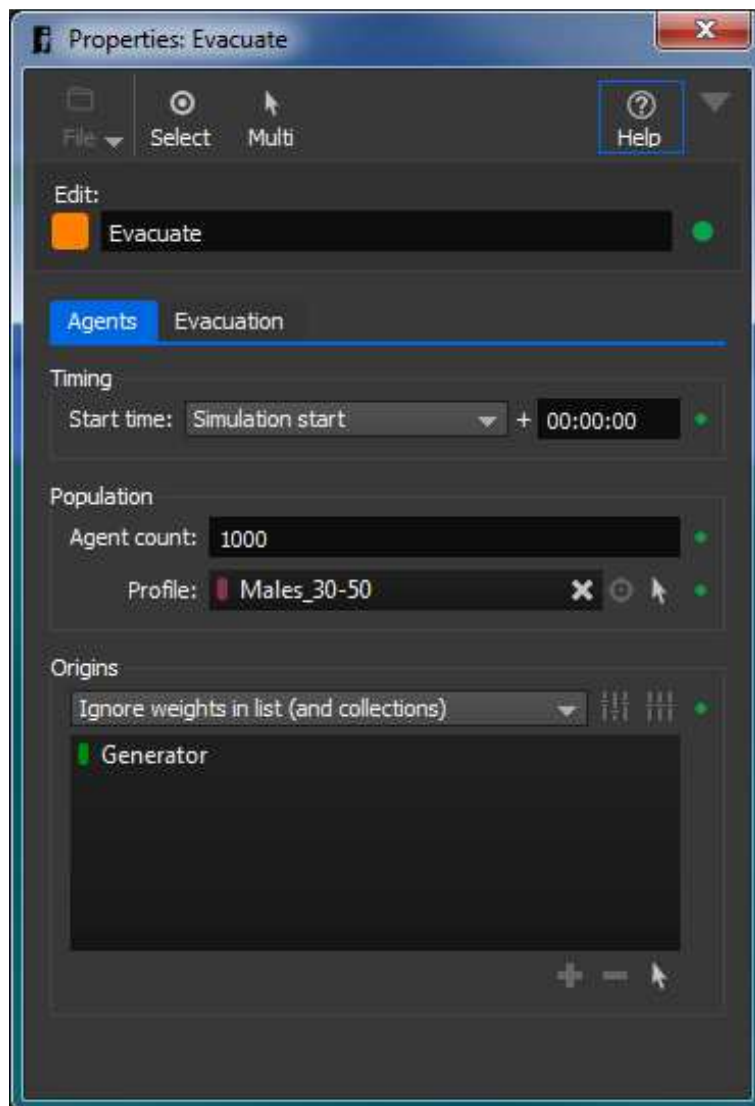 Properties: Evacuate
File Select Multi Help
Edit:
Evacuate
Agents Evacuation
Timing
Start time: Simulation start + 00:00:00
Population
Agent count: 1000
Profile: Males_30-50
Origins
Ignore weights in list (and collections)
Generator